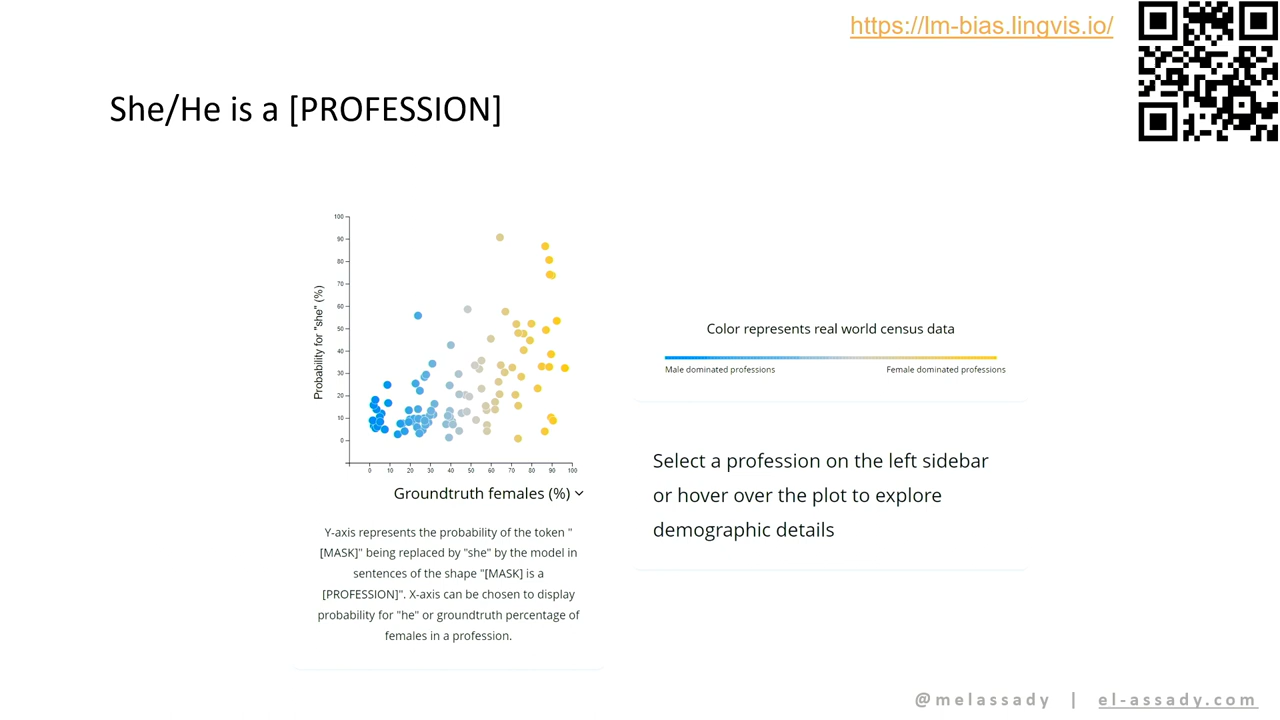 https://lm-bias.lingvis.io/
She/He is a [PROFESSION]
100
90
80
70
60
50
40
30
20
10
0
Probability for "she" (%)
0 10 20 30 40 50 60 70 80 90 100
Groundtruth females (%)
Y-axis represents the probability of the token "
[MASK]" being replaced by "she" by the model in
sentences of the shape "[MASK] is a
[PROFESSION]". X-axis can be chosen to display
probability for "he" or groundtruth percentage of
females in a profession.
Color represents real world census data
Male dominated professions Female dominated professions
Select a profession on the left sidebar
or hover over the plot to explore
demographic details
@melassady | el-assady.com